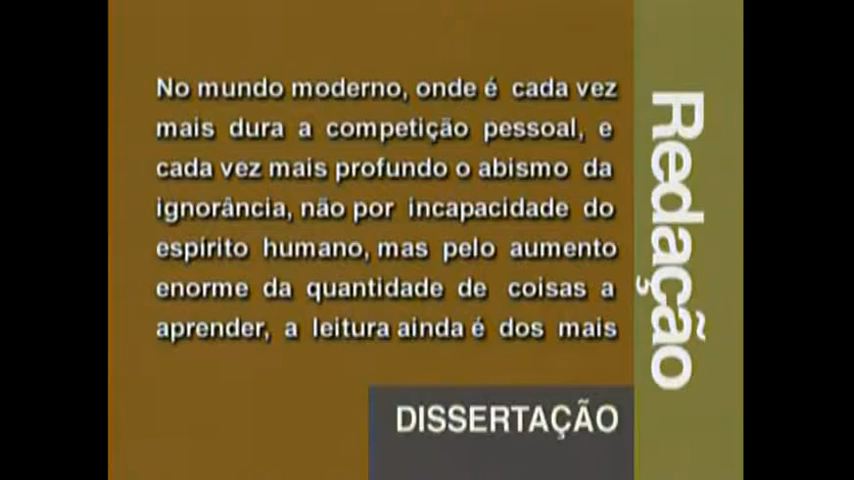 No mundo moderno, onde é cada vez
mais dura a competição pessoal, e
cada vez mais profundo o abismo da
ignorância, não por incapacidade do
espírito humano, mas pelo aumento
enorme da quantidade de coisas a
aprender, a leitura ainda é dos mais
DISSERTAÇÃO
Redação